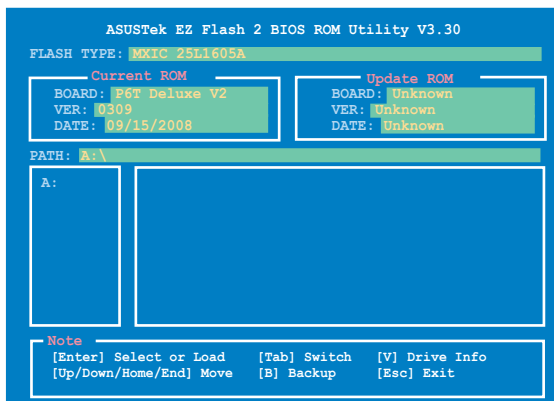 ASUSTek EZ Flash 2 BIOS ROM Utility V3.30
FLASH TYPE: MXIC 25L1605A
Current ROM
BOARD: P6T Deluxe V2
VER: 0309
DATE: 09/15/2008
Update ROM
BOARD: Unknown
VER: Unknown
DATE: Unknown
PATH: A:\
A:
Note
[Enter] Select or Load [Tab] Switch [V] Drive Info
[Up/Down/Home/End] Move [B] Backup [Esc] Exit